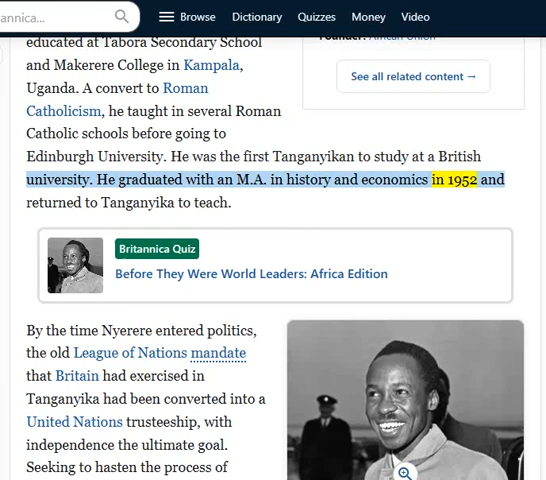 annica...
Browse
Dictionary
Quizzes
Money
Video
educated at Tabora Secondary School
and Makerere College in Kampala,
Uganda. A convert to Roman
Catholicism, he taught in several Roman
Catholic schools before going to
Edinburgh University. He was the first Tanganyikan to study at a British
university. He graduated with an M.A. in history and economics in 1952 and
returned to Tanganyika to teach.
Founder: African Union
See all related content →
Britannica Quiz
Before They Were World Leaders: Africa Edition
By the time Nyerere entered politics,
the old League of Nations mandate
that Britain had exercised in
Tanganyika had been converted into a
United Nations trusteeship, with
independence the ultimate goal.
Seeking to hasten the process of